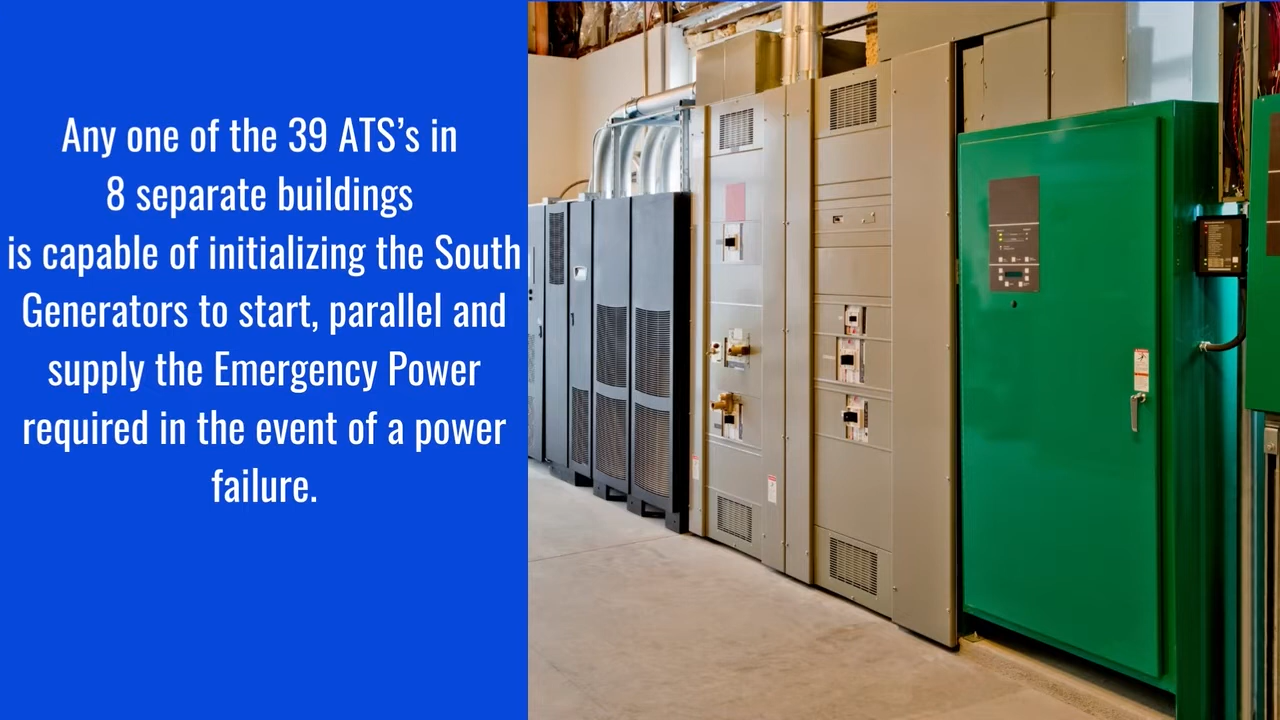 Any one of the 39 ATS’s in
8 separate buildings
is capable of initializing the South
Generators to start, parallel and
supply the Emergency Power
required in the event of a power
failure.